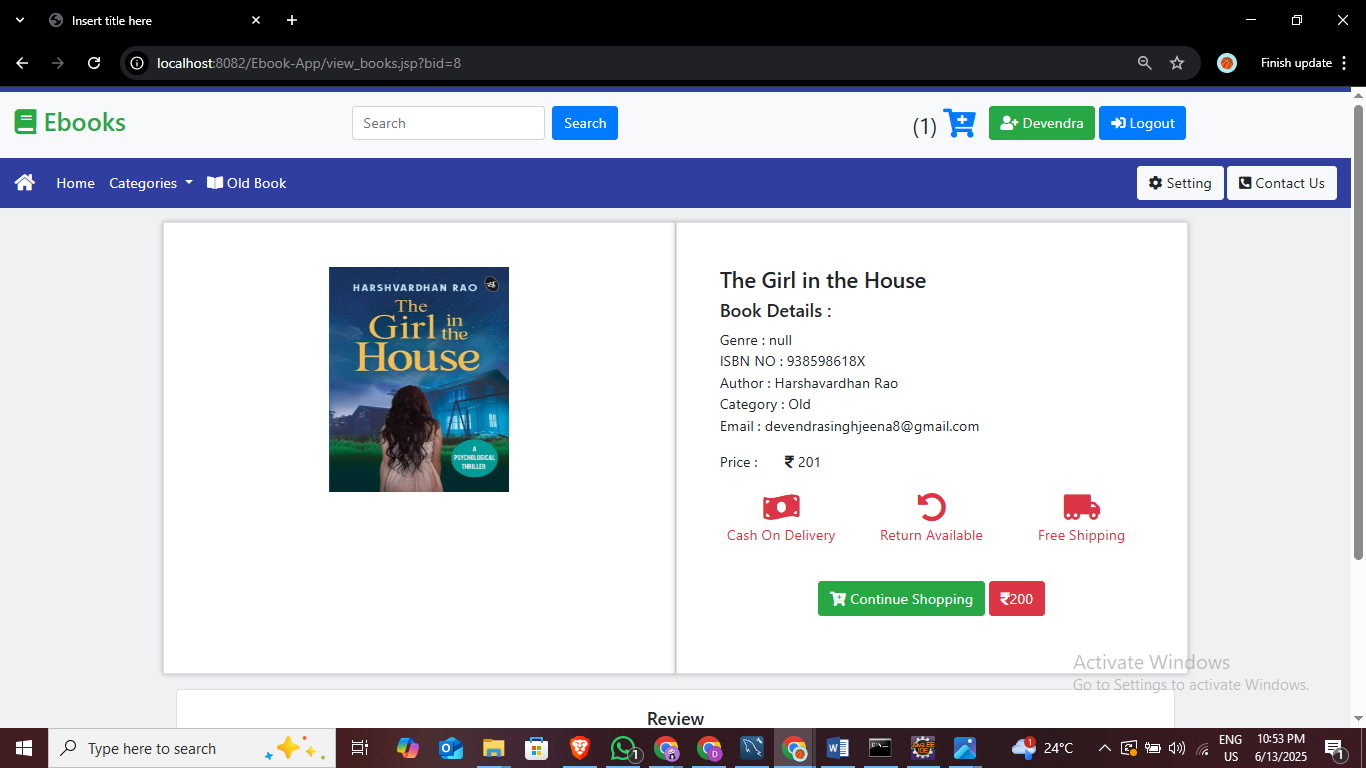 Insert title here
localhost:8082/Ebook-App/view_books.jsp?bid=8
Finish update
Ebooks
Search
Search
(1)
Devendra
Logout
Home
Categories
Old Book
Setting
Contact Us
HARSHVARDHAN RAO
The
Girl in the
House
A
PSYCHOLOGICAL
THRILLER
The Girl in the House
Book Details :
Genre : null
ISBN NO : 938598618X
Author : Harshavardhan Rao
Category : Old
Email : devendrasinghjeena8@gmail.com
Price : ₹ 201
Cash On Delivery
Return Available
Free Shipping
Continue Shopping
₹200
Activate Windows
Go to Settings to activate Windows.
Review
Type here to search
1
D
1
24°C
ENG
US
10:53 PM
6/13/2025
1